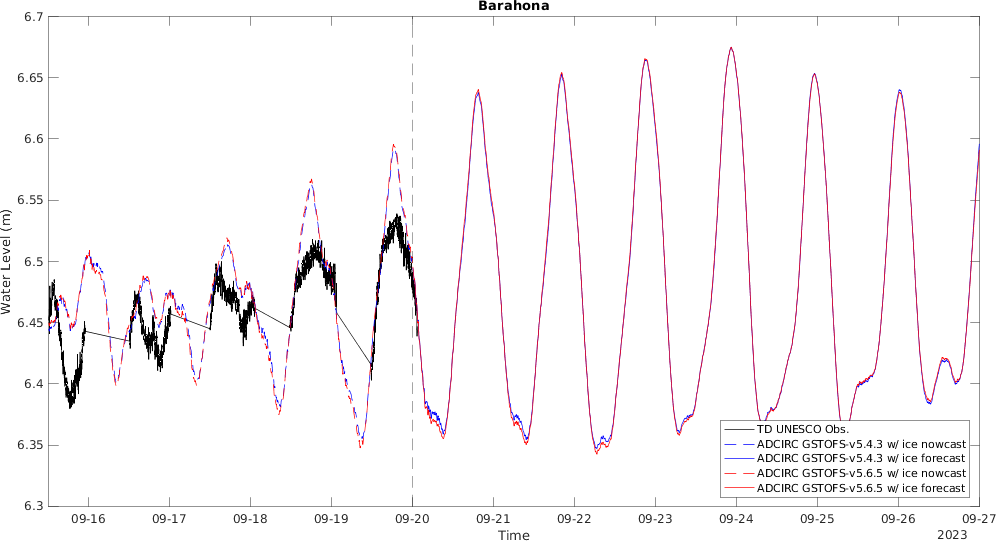 Barahona
6.7
6.65
6.6
6.55
6.5
6.45
6.4
6.35
6.3
Water Level (m)
TD UNESCO Obs.
ADCIRC GSTOFS-v5.4.3 w/ ice nowcast
ADCIRC GSTOFS-v5.4.3 w/ ice forecast
ADCIRC GSTOFS-v5.6.5 w/ ice nowcast
ADCIRC GSTOFS-v5.6.5 w/ ice forecast
09-16 09-17 09-18 09-19 09-20 09-21 09-22 09-23 09-24 09-25 09-26 09-27
Time
2023